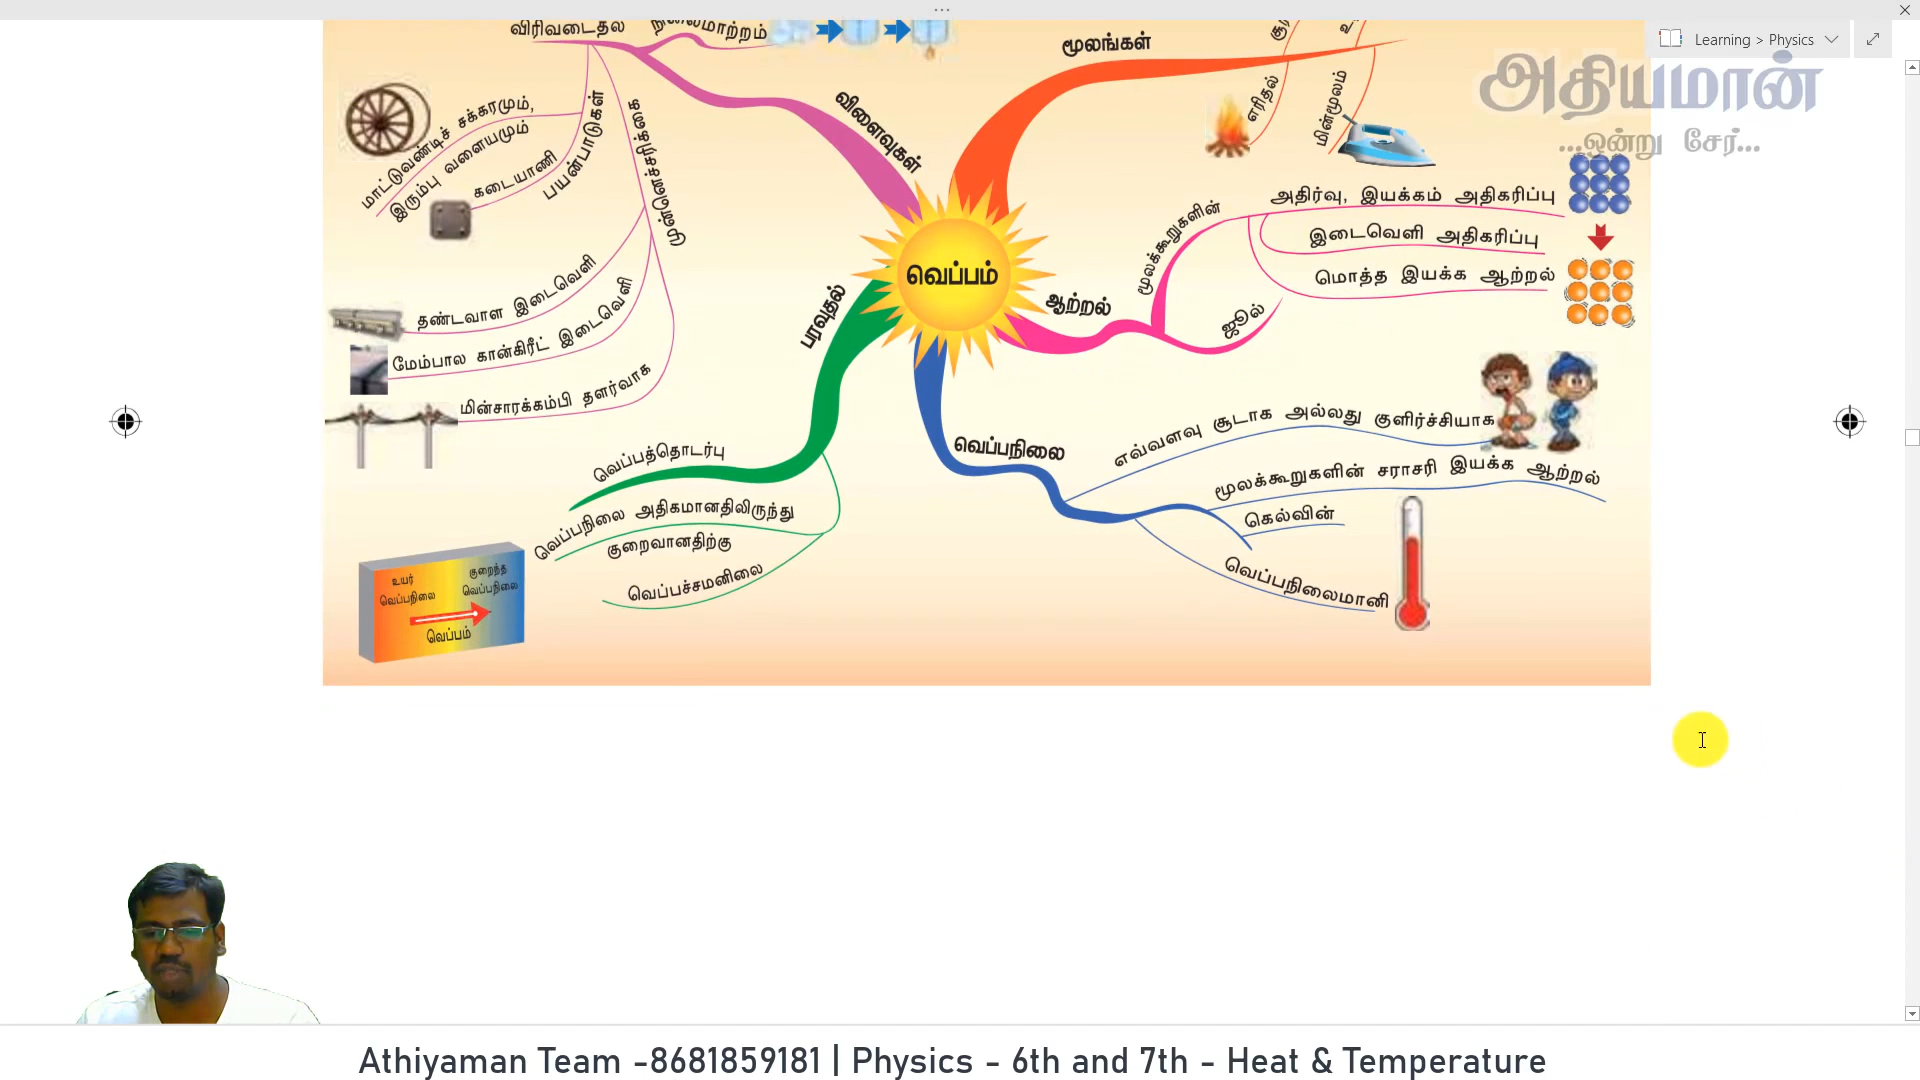 விரிவடைதல்
நிலைமாற்றம்
மூலங்கள்
Learning > Physics
அதியமான்
...ஒன்று சேர்...
விளைவுகள்
எரிதல்
மின்மூலம்
மாட்டுவண்டிச் சக்கரமும்,
இரும்பு வளையமும்
கடையாணி
பயன்பாடுகள்
முன்னெச்சரிக்கை
அதிர்வு, இயக்கம் அதிகரிப்பு
இடைவெளி அதிகரிப்பு
மொத்த இயக்க ஆற்றல்
மூலக்கூறுகளின்
வெப்பம்
ஆற்றல்
ஜூல்
பரவுதல்
தண்டவாள இடைவெளி
மேம்பால கான்கிரீட் இடைவெளி
மின்சாரக்கம்பி தளர்வாக
வெப்பத்தொடர்பு
வெப்பநிலை அதிகமானதிலிருந்து
குறைவானதிற்கு
வெப்பச்சமனிலை
வெப்பநிலை
எவ்வளவு சூடாக அல்லது குளிர்ச்சியாக
மூலக்கூறுகளின் சராசரி இயக்க ஆற்றல்
கெல்வின்
வெப்பநிலைமானி
உயர்
வெப்பநிலை
குறைந்த
வெப்பநிலை
வெப்பம்
Athiyaman Team -8681859181 | Physics - 6th and 7th - Heat & Temperature